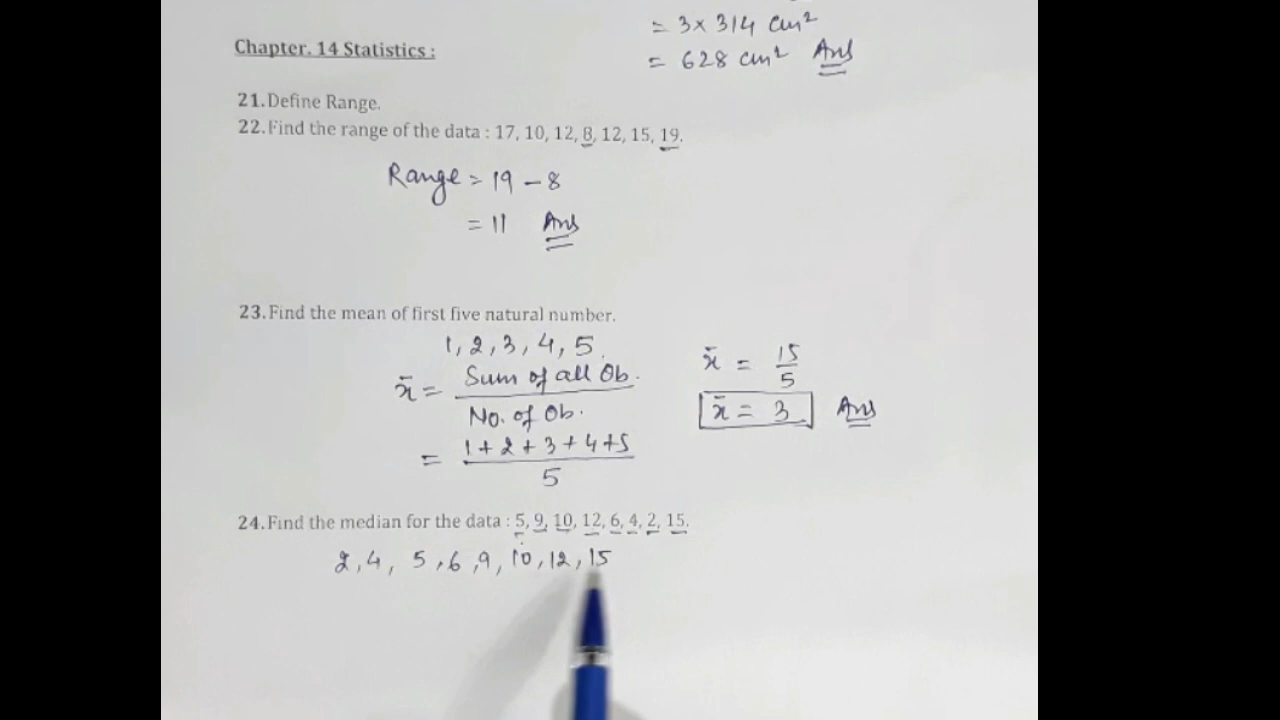 = 3 x 314 cm²
= 628 cm² Ans
Chapter. 14 Statistics :
21.Define Range.
22.Find the range of the data : 17, 10, 12, 8, 12, 15, 19.
Range = 19 - 8
= 11 Ans
23.Find the mean of first five natural number.
1, 2, 3, 4, 5
x̄ = Sum of all Ob.
No. of Ob.
= 1 + 2 + 3 + 4 + 5
5
x̄ = 15
5
x̄ = 3 Ans
24.Find the median for the data : 5, 9, 10, 12, 6, 4, 2, 15.
2, 4, 5, 6, 9, 10, 12, 15